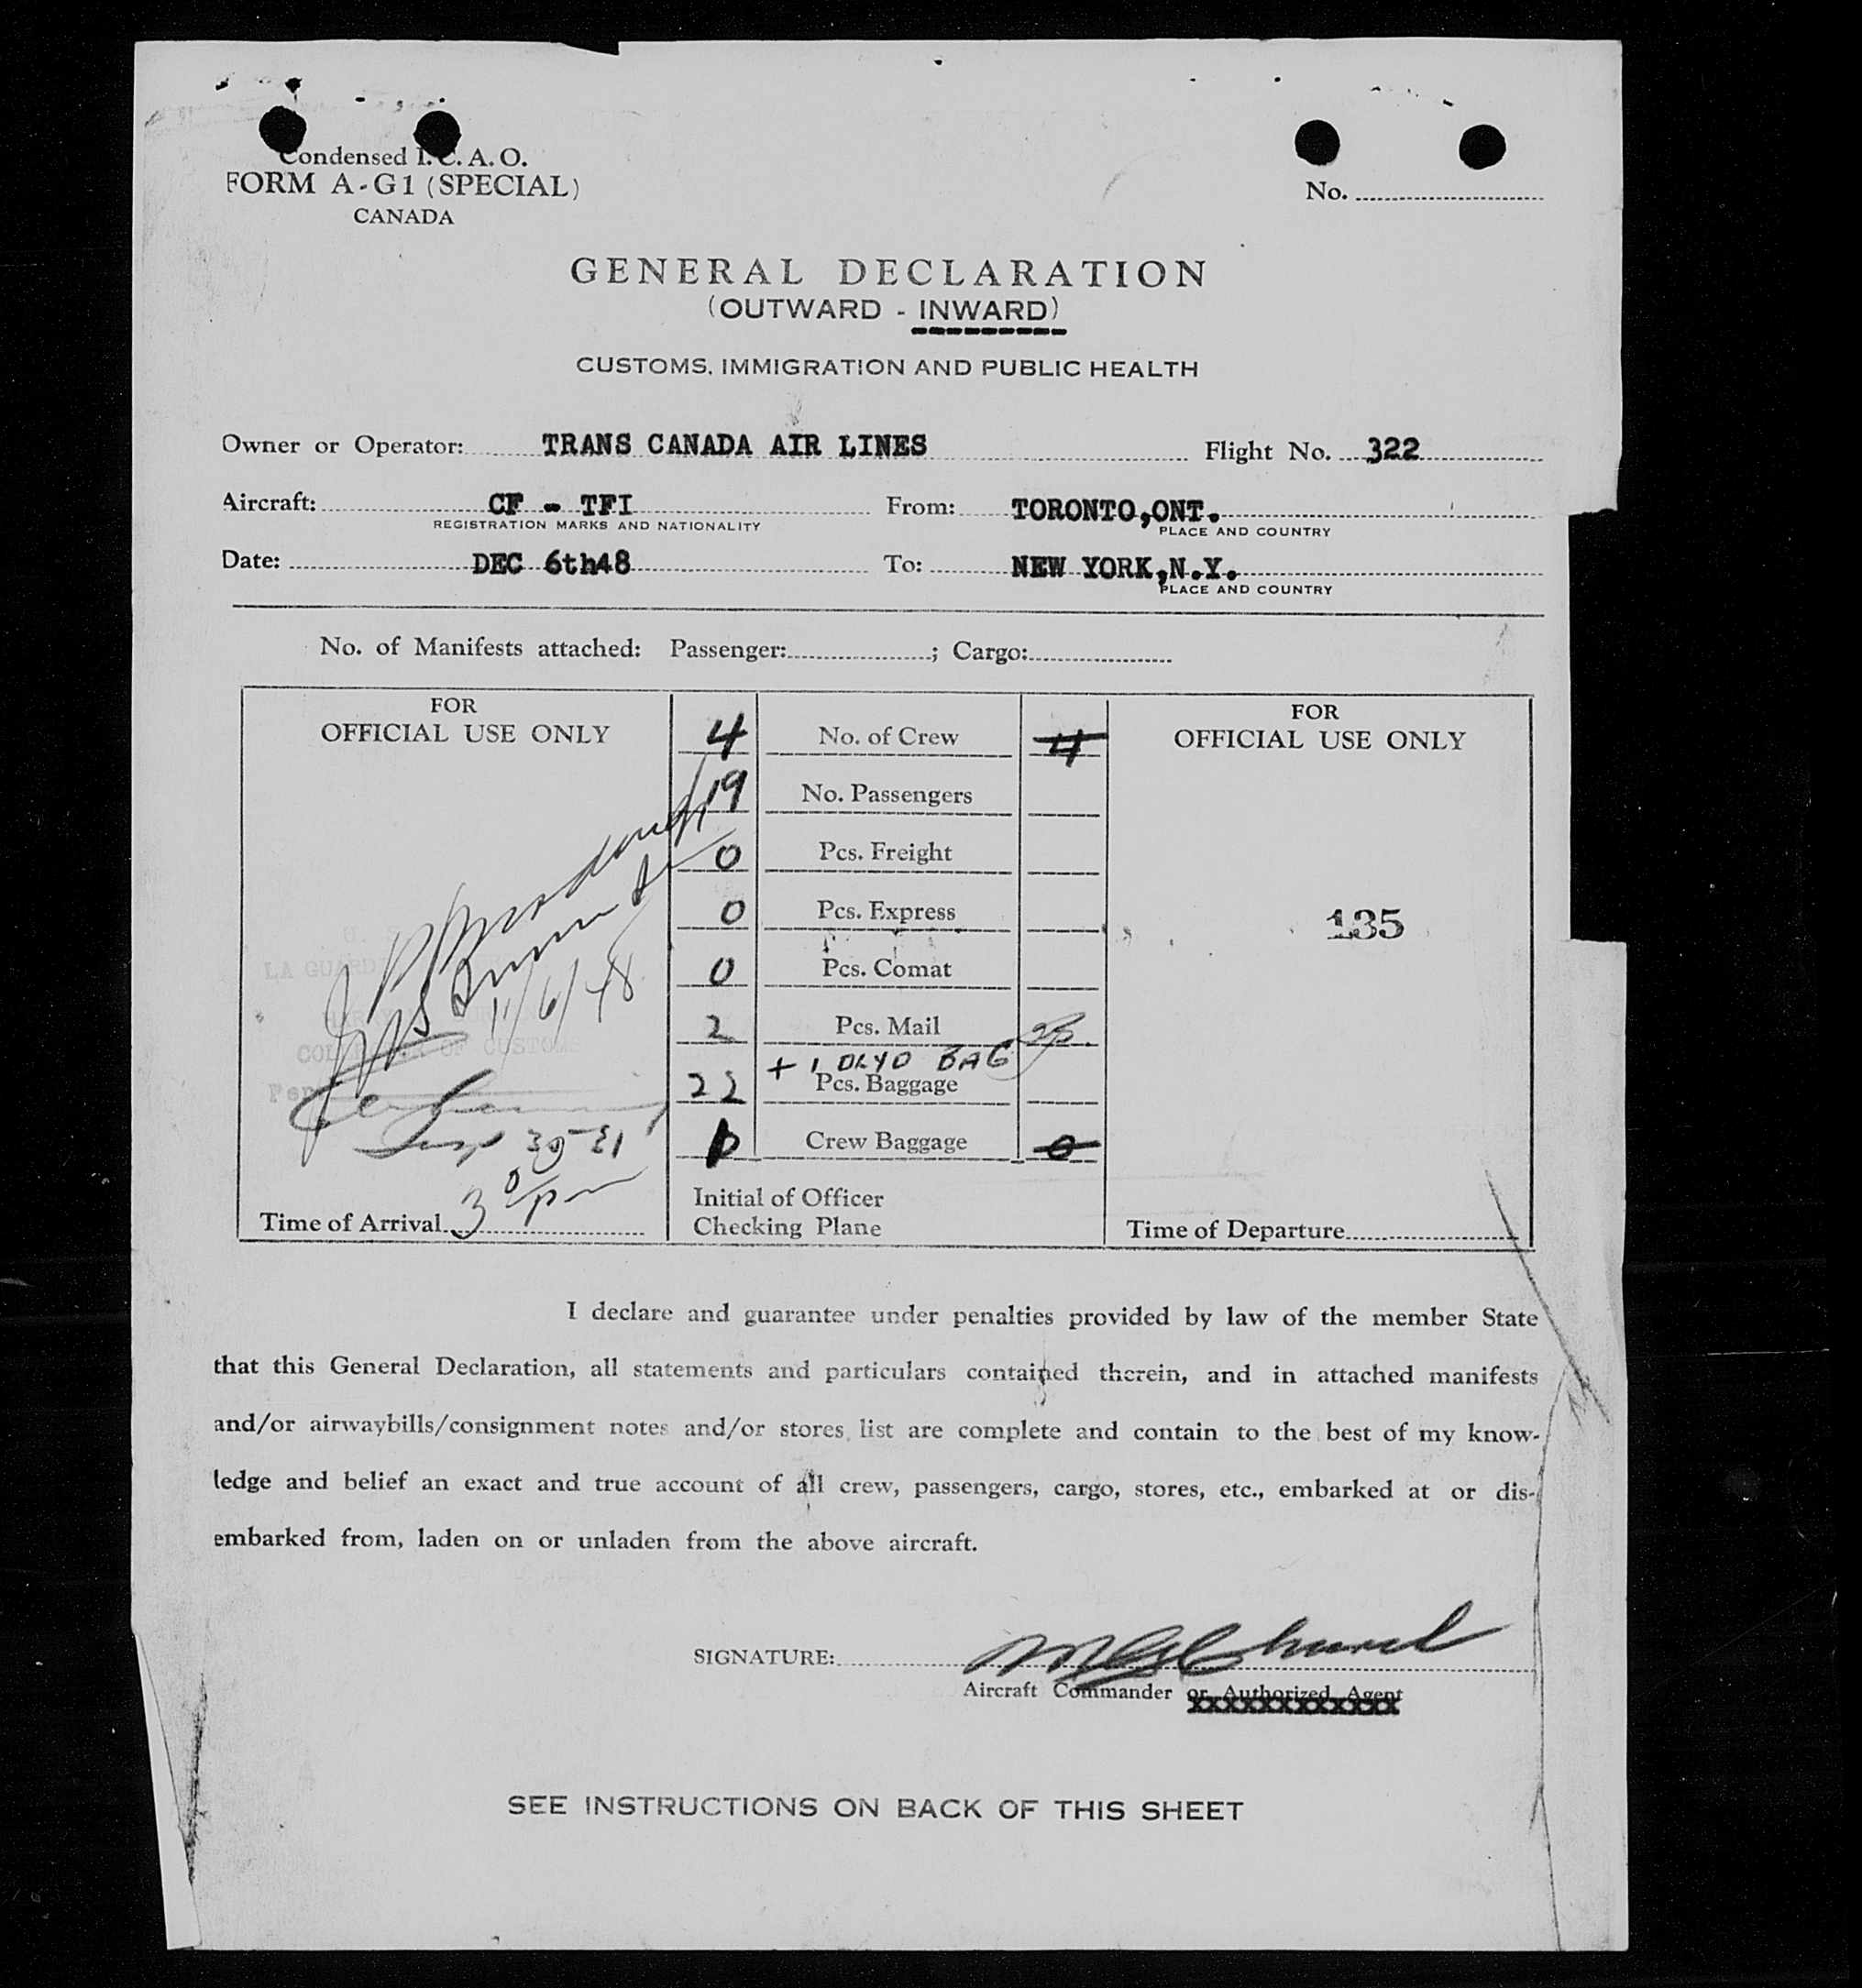 Condensed I. C. A. O.
FORM A-G1 (SPECIAL)
CANADA
No.
GENERAL DECLARATION
(OUTWARD - INWARD)
CUSTOMS, IMMIGRATION AND PUBLIC HEALTH
Owner or Operator: TRANS CANADA AIR LINES Flight No. 322
Aircraft: CF - TFI From: TORONTO,ONT.
REGISTRATION MARKS AND NATIONALITY PLACE AND COUNTRY
Date: DEC 6th48 To: NEW YORK,N.Y.
PLACE AND COUNTRY
No. of Manifests attached: Passenger: ; Cargo:
FOR
OFFICIAL USE ONLY
LA GUARD
COL OF CUSTOMS
11/6/48
Time of Arrival 3 pm
4 No. of Crew 4
19 No. Passengers
0 Pcs. Freight
0 Pcs. Express
0 Pcs. Comat
2 Pcs. Mail
+ 1 BAG
22 Pcs. Baggage
Crew Baggage 0
Initial of Officer
Checking Plane
FOR
OFFICIAL USE ONLY
135
Time of Departure
I declare and guarantee under penalties provided by law of the member State
that this General Declaration, all statements and particulars contained therein, and in attached manifests
and/or airwaybills/consignment notes and/or stores list are complete and contain to the best of my know-
ledge and belief an exact and true account of all crew, passengers, cargo, stores, etc., embarked at or dis-
embarked from, laden on or unladen from the above aircraft.
SIGNATURE:
Aircraft Commander or Authorized Agent
SEE INSTRUCTIONS ON BACK OF THIS SHEET